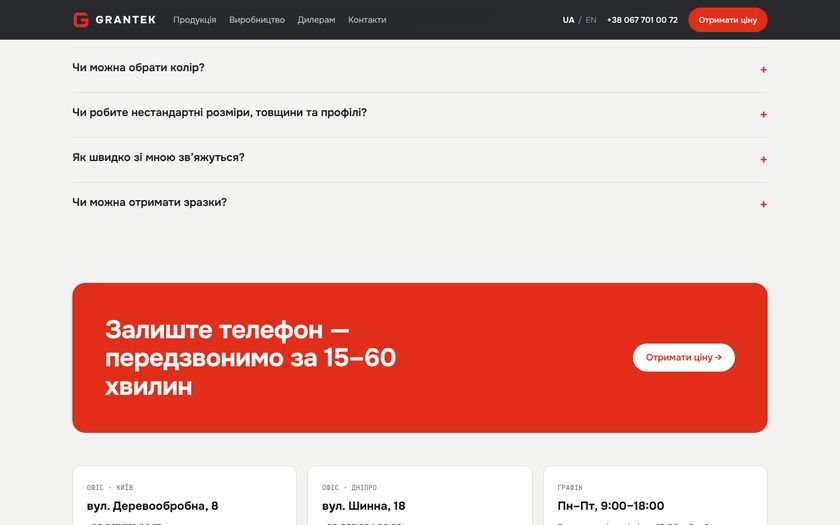 GRANTEK Продукція Виробництво Дилерам Контакти UA / EN +38 067 701 00 72 Отримати ціну
Чи можна обрати колір? +
Чи робите нестандартні розміри, товщини та профілі? +
Як швидко зі мною зв’яжуться? +
Чи можна отримати зразки? +
Залиште телефон —
передзвонимо за 15–60
хвилин
Отримати ціну →
ОФІС · КИЇВ
вул. Деревообробна, 8
ОФІС · ДНІПРО
вул. Шинна, 18
ГРАФІК
Пн–Пт, 9:00–18:00